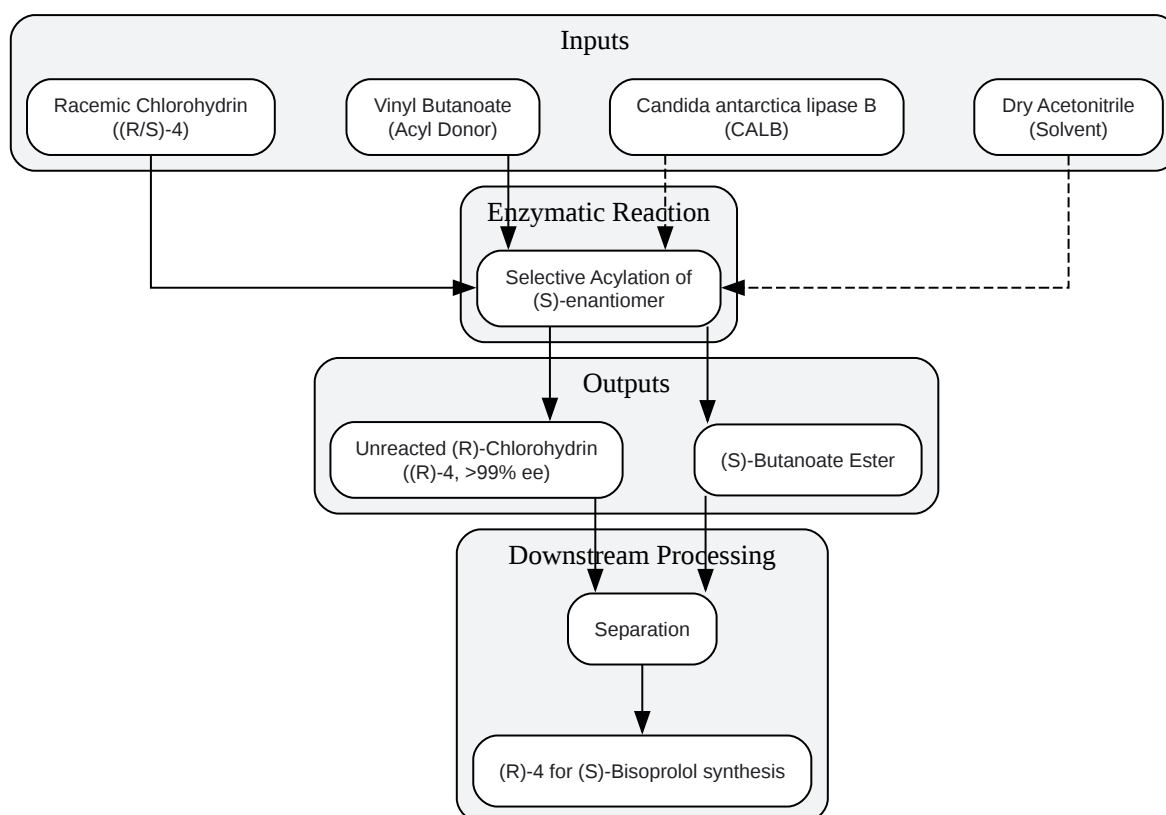 Inputs
Racemic Chlorohydrin
((R/S)-4)
Vinyl Butanoate
(Acyl Donor)
Candida antarctica lipase B
(CALB)
Dry Acetonitrile
(Solvent)
Enzymatic Reaction
Selective Acylation of
(S)-enantiomer
Outputs
Unreacted (R)-Chlorohydrin
((R)-4, >99% ee)
(S)-Butanoate Ester
Downstream Processing
Separation
(R)-4 for (S)-Bisoprolol synthesis